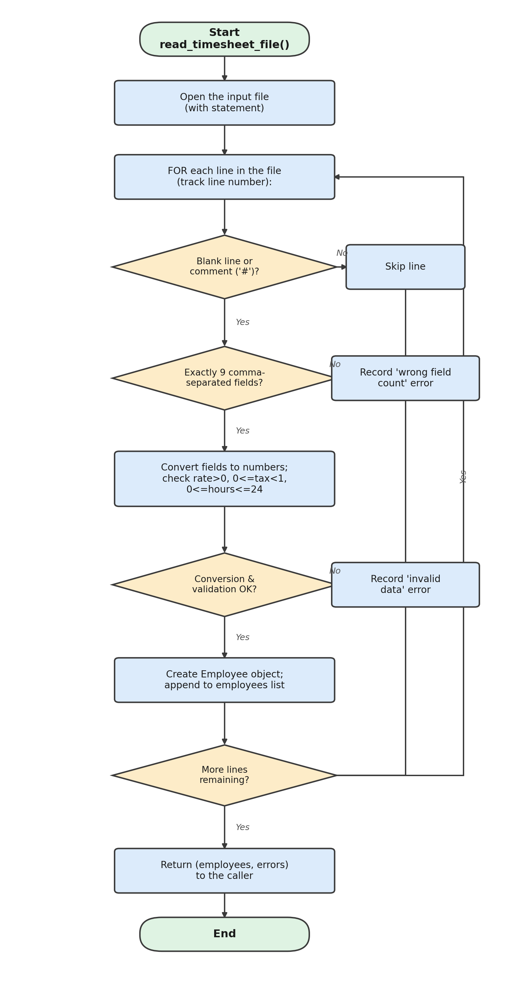 Start
read_timesheet_file()
Open the input file
(with statement)
FOR each line in the file
(track line number):
Blank line or
comment ('#')?
No
Skip line
Yes
Exactly 9 comma-
separated fields?
No
Record 'wrong field
count' error
Yes
Convert fields to numbers;
check rate>0, 0<=tax<1,
0<=hours<=24
Yes
Conversion &
validation OK?
No
Record 'invalid
data' error
Yes
Create Employee object;
append to employees list
More lines
remaining?
Yes
Return (employees, errors)
to the caller
End